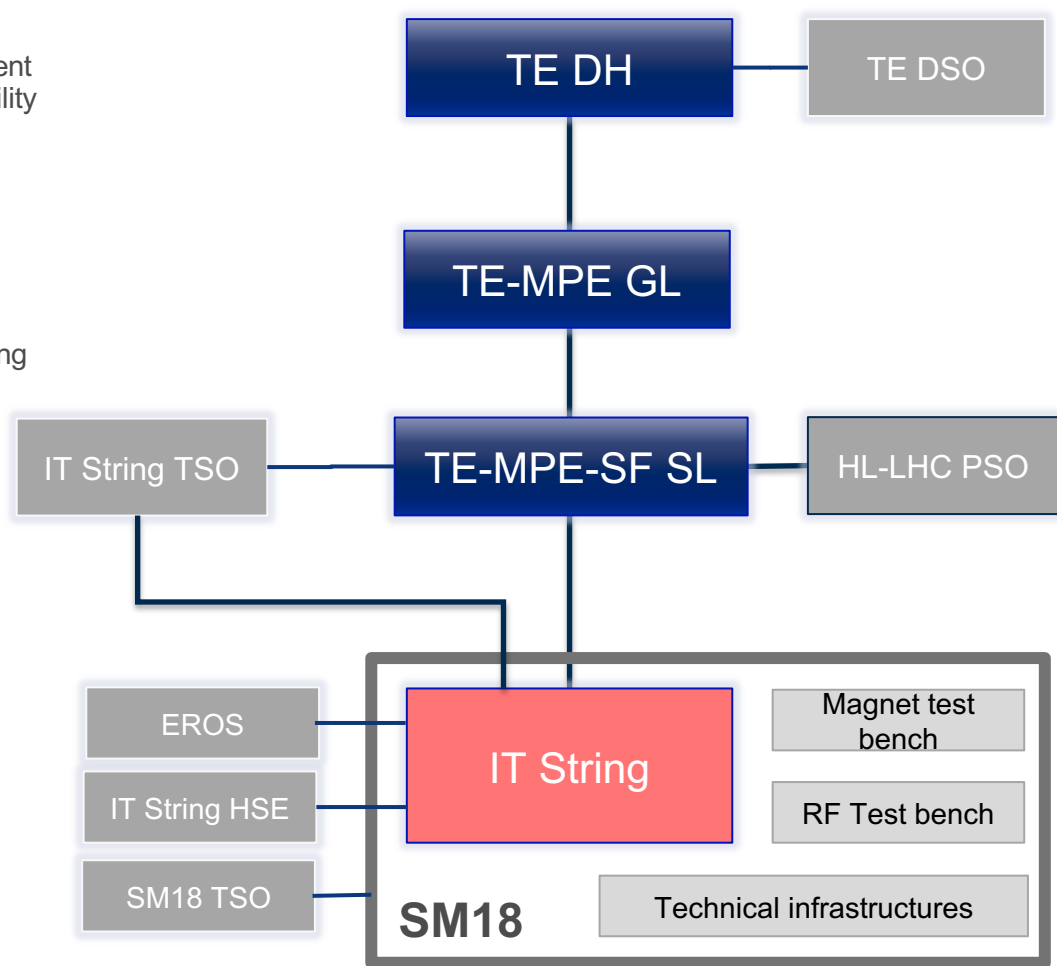 ent
ility
TE DH
TE DSO
TE-MPE GL
ng
IT String TSO
TE-MPE-SF SL
HL-LHC PSO
EROS
IT String HSE
SM18 TSO
IT String
Magnet test
bench
RF Test bench
Technical infrastructures
SM18